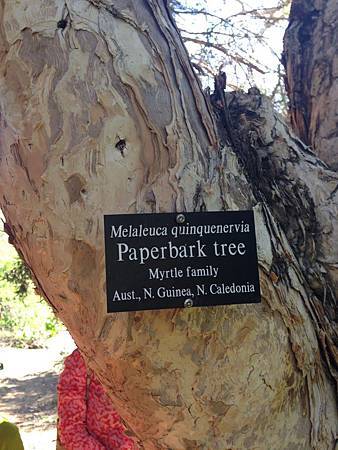 Melaleuca quinquenervia
Paperbark tree
Myrtle family
Aust., N. Guinea, N. Caledonia